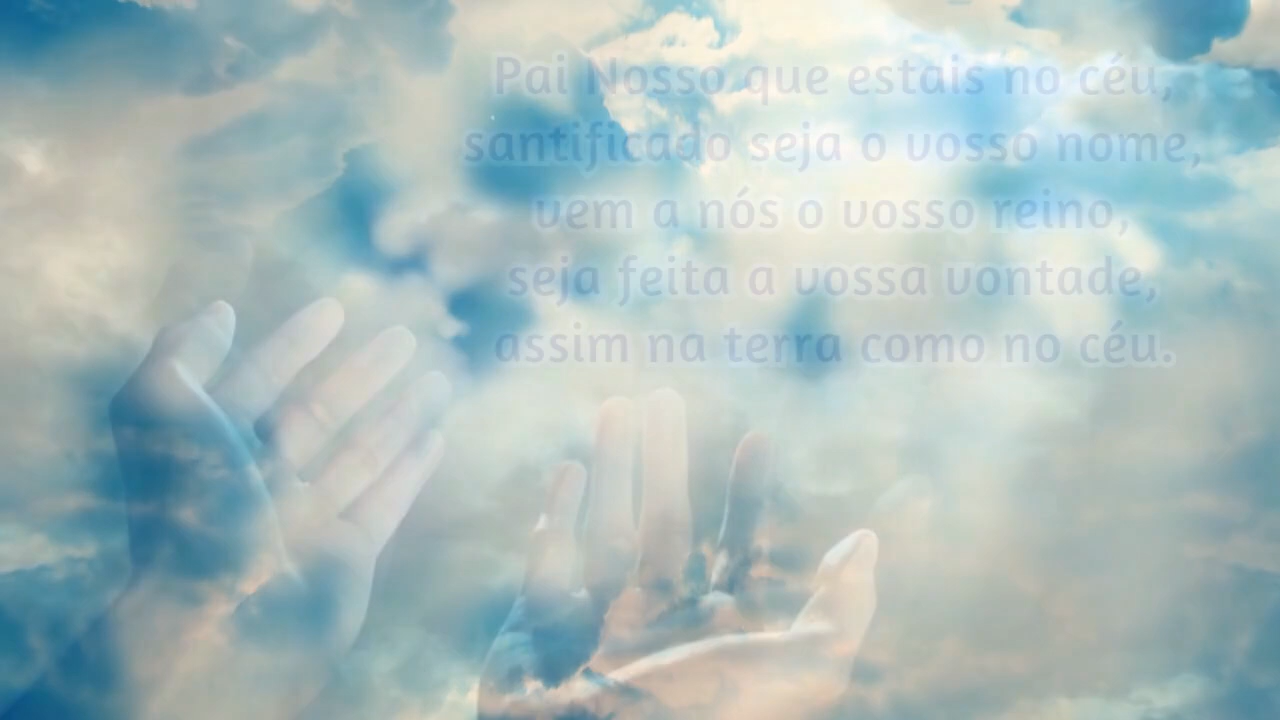 Pai Nosso que estais no céu,
santificado seja o vosso nome,
vem a nós o vosso reino,
seja feita a vossa vontade,
assim na terra como no céu.